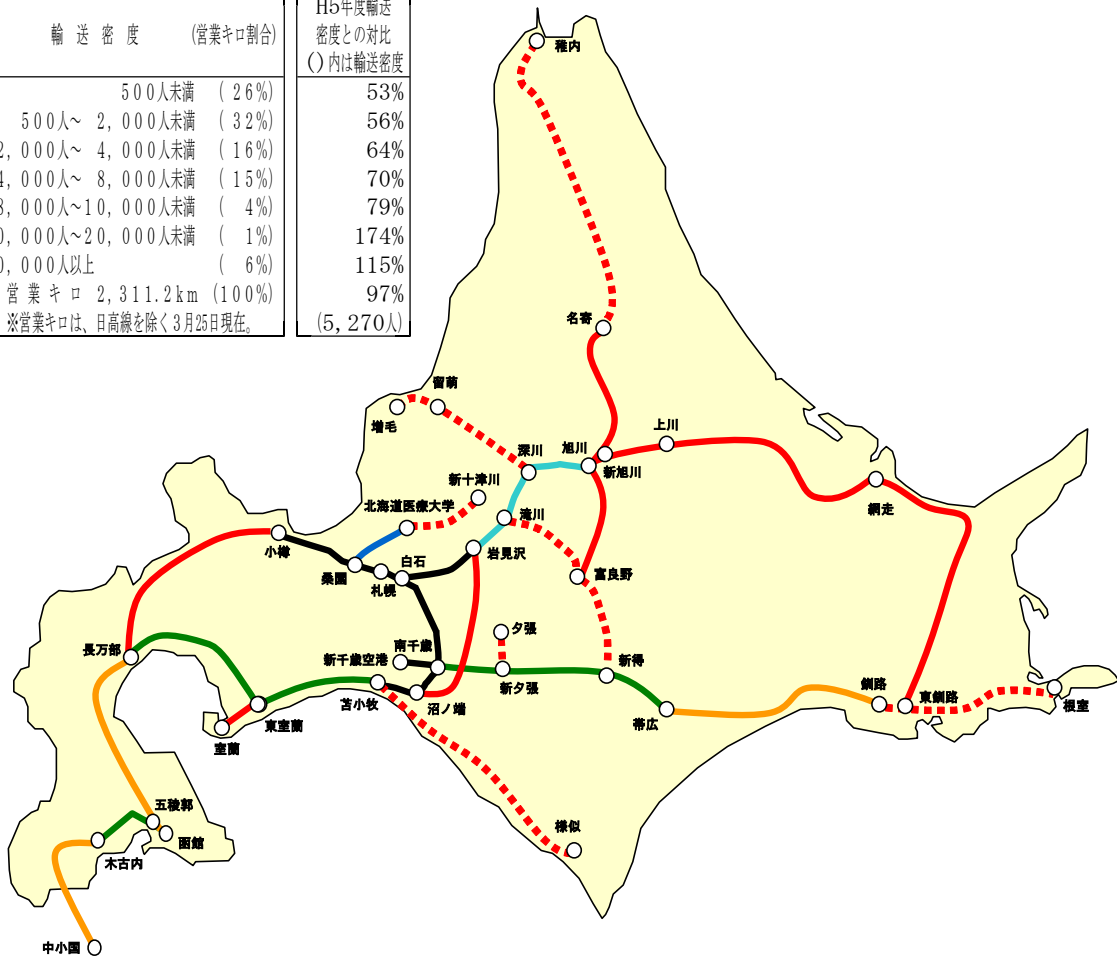 輸送密度 (営業キロ割合)
500人未満 ( 26%)
500人～ 2,000人未満 ( 32%)
2,000人～ 4,000人未満 ( 16%)
4,000人～ 8,000人未満 ( 15%)
8,000人～10,000人未満 ( 4%)
0,000人～20,000人未満 ( 1%)
0,000人以上 ( 6%)
営業キロ 2,311.2km (100%)
※営業キロは、日高線を除く3月25日現在。
H5年度輸送
密度との対比
()内は輸送密度
53%
56%
64%
70%
79%
174%
115%
97%
(5,270人)
稚内
名寄
留萌
増毛
深川
旭川
上川
新旭川
新十津川
北海道医療大学
滝川
網走
小樽
桑園
札幌
白石
岩見沢
富良野
夕張
長万部
南千歳
新千歳空港
新夕張
新得
苫小牧
沼ノ端
帯広
釧路
東釧路
根室
東室蘭
室蘭
五稜郭
函館
木古内
様似
中小国